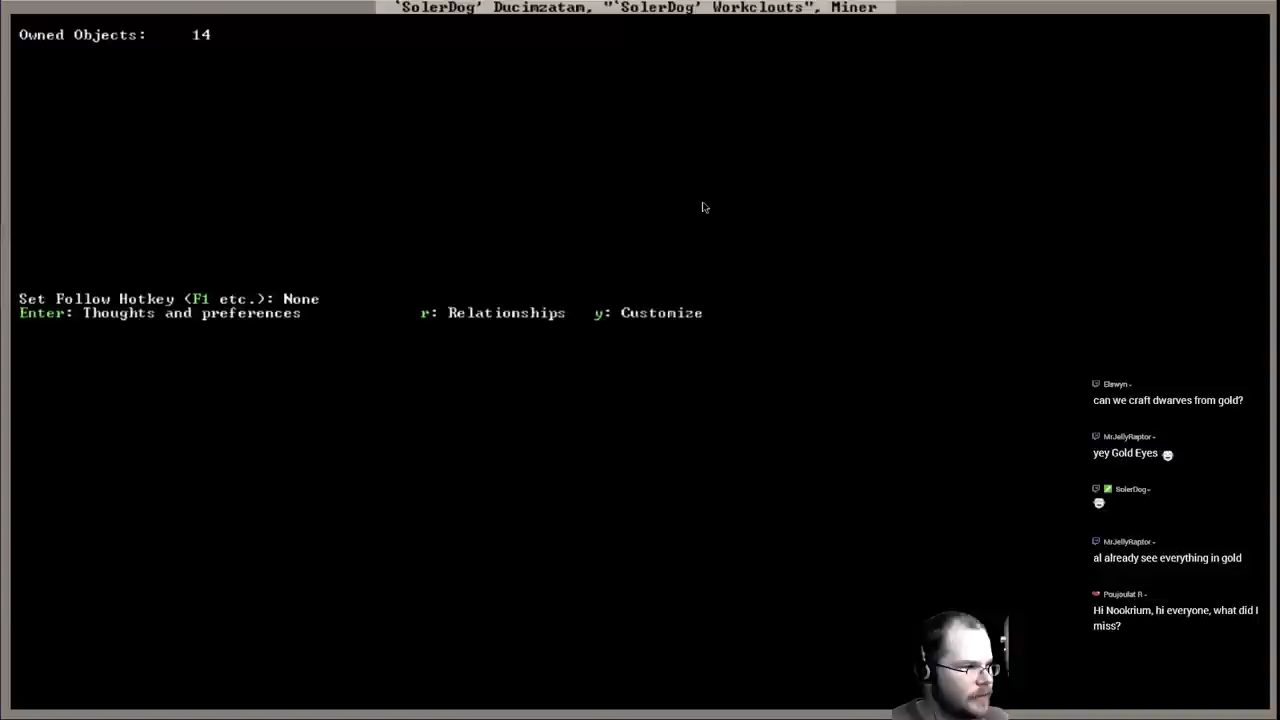 `SolerDog' Ducimzatam, "`SolerDog' Workclouts", Miner
Owned Objects: 14
Set Follow Hotkey (F1 etc.): None
Enter: Thoughts and preferences r: Relationships y: Customize
Elewyn
can we craft dwarves from gold?
MrJellyRaptor
yey Gold Eyes
SolerDog
MrJellyRaptor
al already see everything in gold
Poujoulat R
Hi Nookrium, hi everyone, what did I
miss?